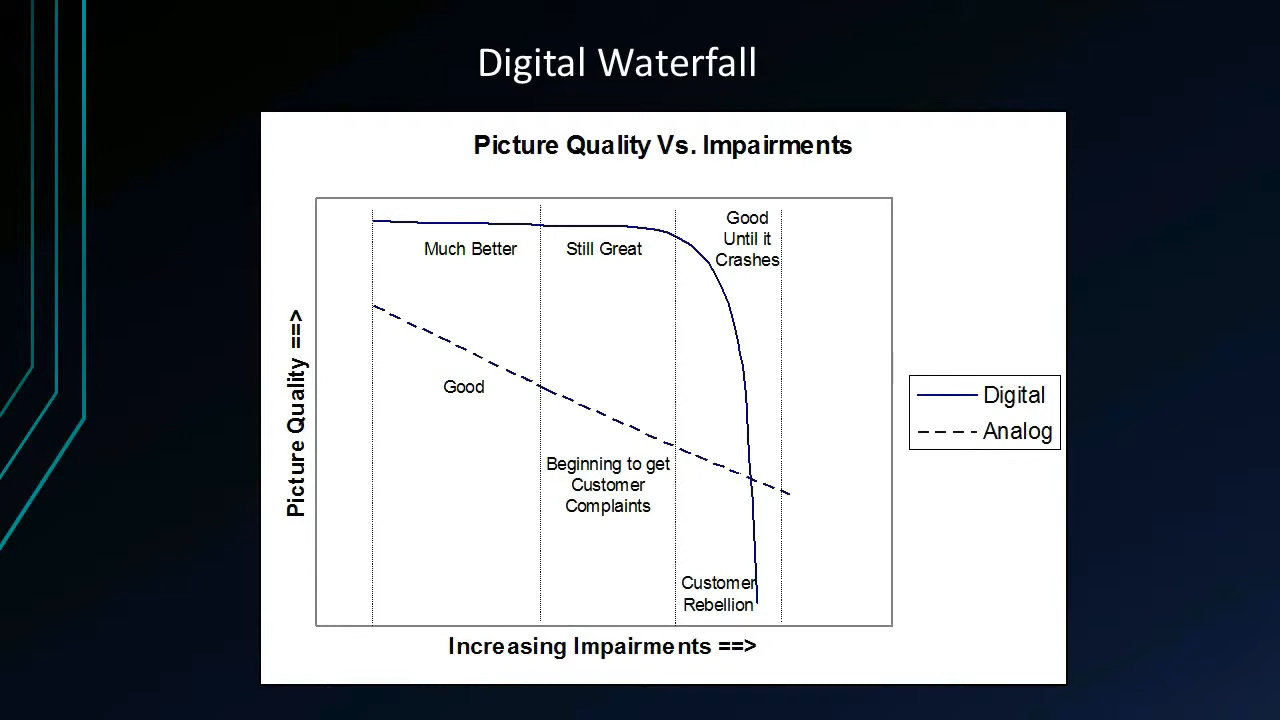 Digital Waterfall
Picture Quality Vs. Impairments
Good
Until it
Crashes
Much Better
Still Great
Picture Quality ==>
Good
Beginning to get
Customer
Complaints
Customer
Rebellion
Increasing Impairments ==>
Digital
Analog